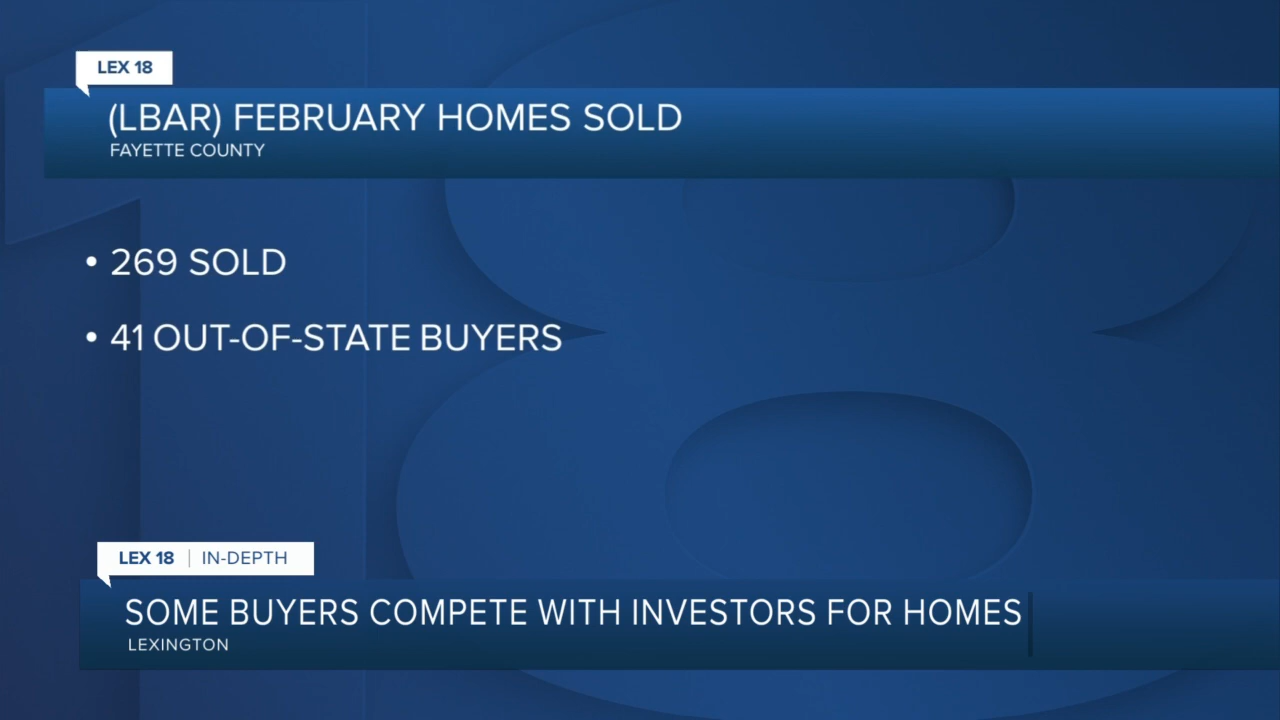 LEX 18
(LBAR) FEBRUARY HOMES SOLD
FAYETTE COUNTY
• 269 SOLD
• 41 OUT-OF-STATE BUYERS
LEX 18 | IN-DEPTH
SOME BUYERS COMPETE WITH INVESTORS FOR HOMES
LEXINGTON